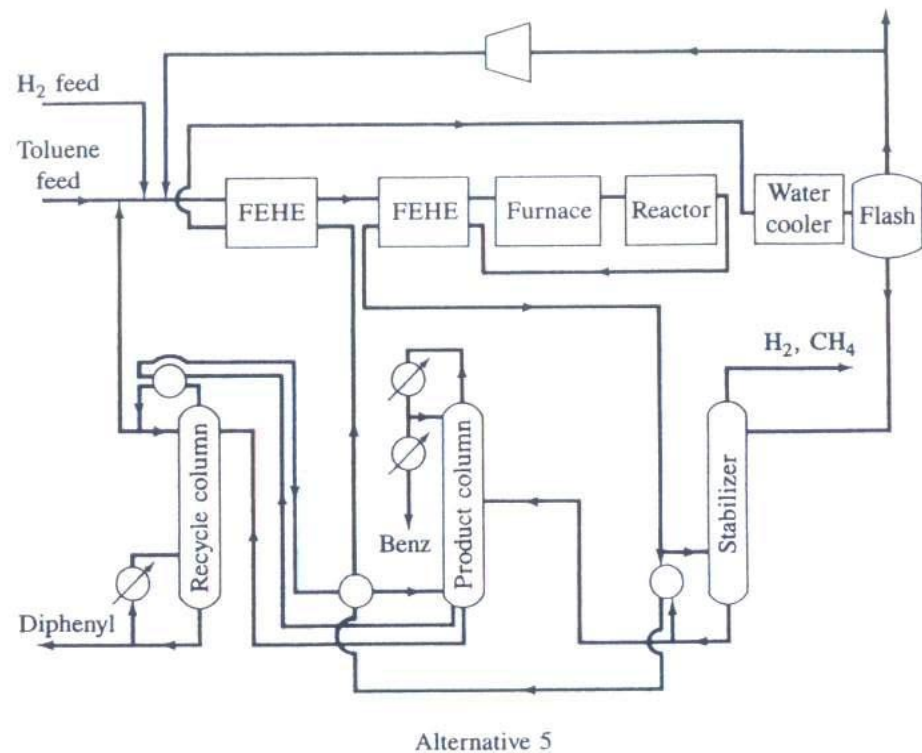 H₂ feed
Toluene
feed
FEHE
FEHE
Furnace
Reactor
Water
cooler
Flash
H₂, CH₄
Recycle column
Product column
Stabilizer
Benz
Diphenyl
Alternative 5